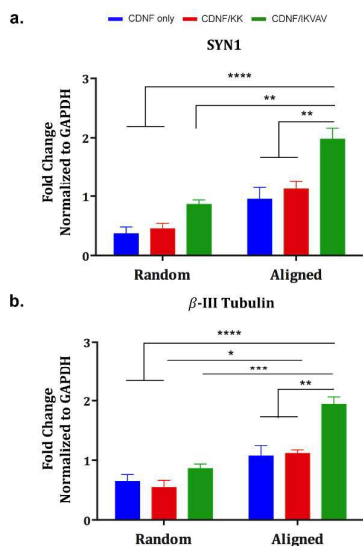 a.
CDNF only CDNF/KK CDNF/IKVAV
SYN1
****
**
**
Fold Change
Normalized to GAPDH
3
2
1
0
Random Aligned
b.
β-III Tubulin
****
*
***
**
Fold Change
Normalized to GAPDH
3
2
1
0
Random Aligned